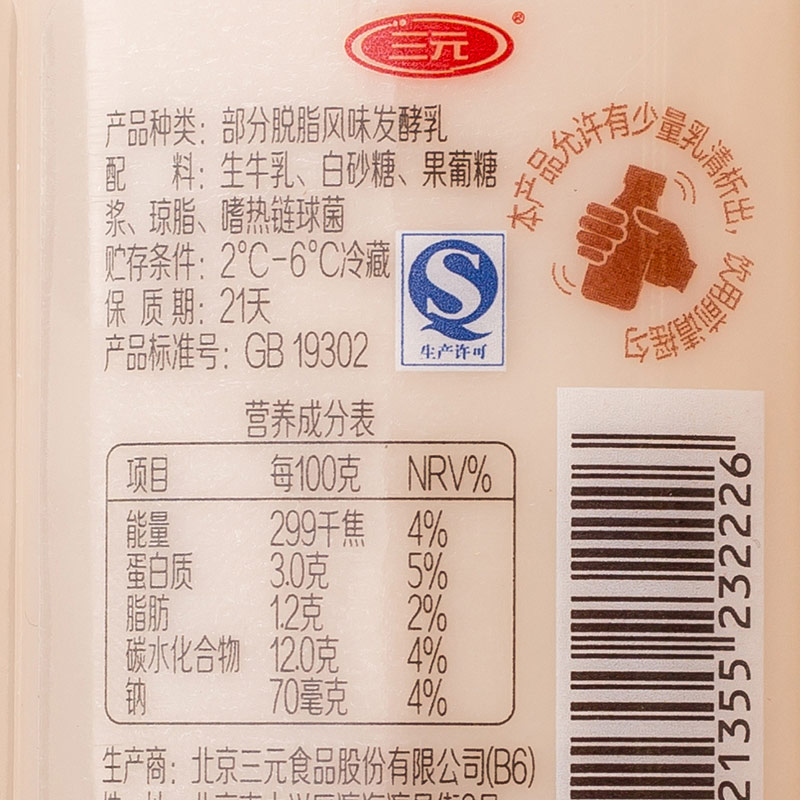 三元®
产品种类：部分脱脂风味发酵乳
配　料：生牛乳、白砂糖、果葡糖
浆、琼脂、嗜热链球菌
贮存条件：2°C-6°C冷藏
保 质 期：21天
产品标准号：GB 19302
生产许可
本产品允许有少量乳清析出，饮用前请摇匀
营养成分表
项目 每100克 NRV%
能量 299千焦 4%
蛋白质 3.0克 5%
脂肪 1.2克 2%
碳水化合物 12.0克 4%
钠 70毫克 4%
21355 232226
生产商：北京三元食品股份有限公司(B6)